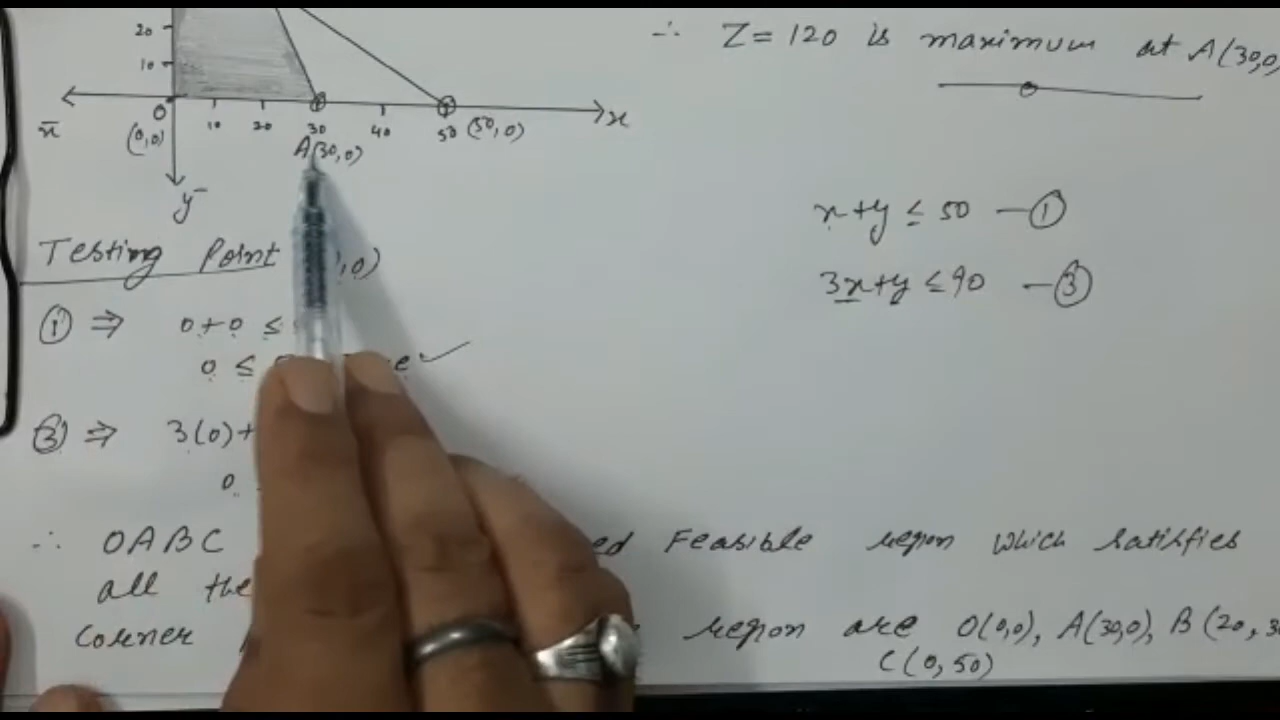 20
10
O
(0,0)
10 20 30 40 50 (50,0)
x̄
x
A(30,0)
y⁻
∴ Z = 120 is maximum at A(30,0)
x+y ≤ 50 — ①
3x+y ≤ 90 — ③
Testing Point ,0)
① ⇒ 0+0 ≤
0 ≤ e ✓
③ ⇒ 3(0)+
0
∴ OABC ed Feasible region which satisfies
all the
Corner region are O(0,0), A(30,0), B(20, 30
C(0,50)